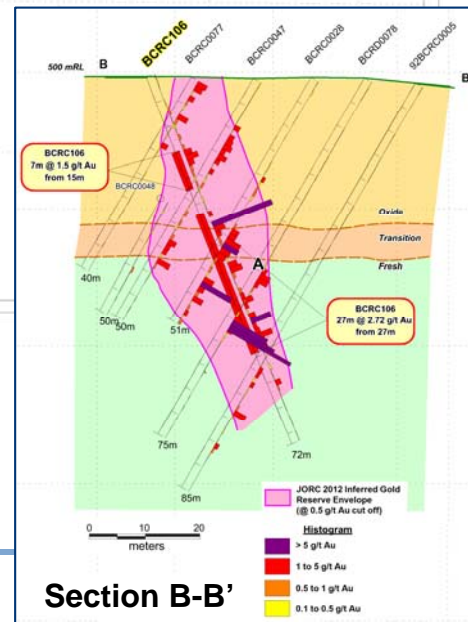 BCRC106
BCRC0077
BCRC0047
BCRC0028
BCRD0078
92BCRC0005
500 mRL
B
B
BCRC106
7m @ 1.5 g/t Au
from 15m
BCRC0048
Oxide
Transition
Fresh
A
40m
50m
50m
51m
BCRC106
27m @ 2.72 g/t Au
from 27m
75m
72m
85m
JORC 2012 Inferred Gold
Reserve Envelope
(@ 0.5 g/t Au cut off)
0 10 20
meters
Histogram
> 5 g/t Au
1 to 5 g/t Au
0.5 to 1 g/t Au
0.1 to 0.5 g/t Au
Section B-B’